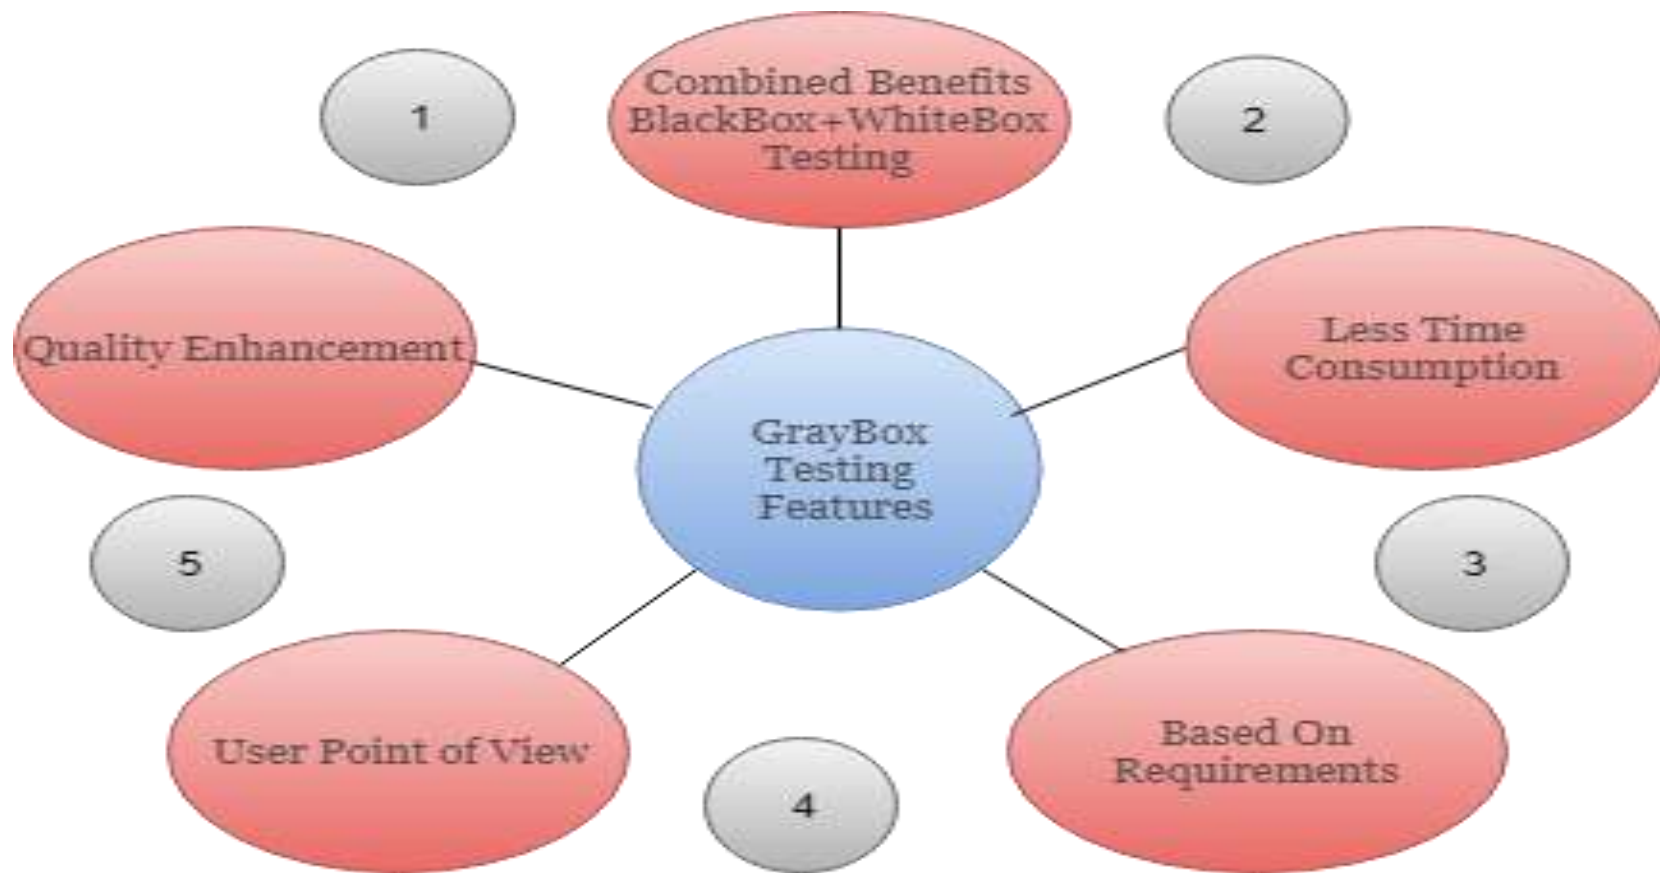 1
Combined Benefits
BlackBox+WhiteBox
Testing
2
Quality Enhancement
Less Time
Consumption
GrayBox
Testing
Features
5
3
User Point of View
Based On
Requirements
4